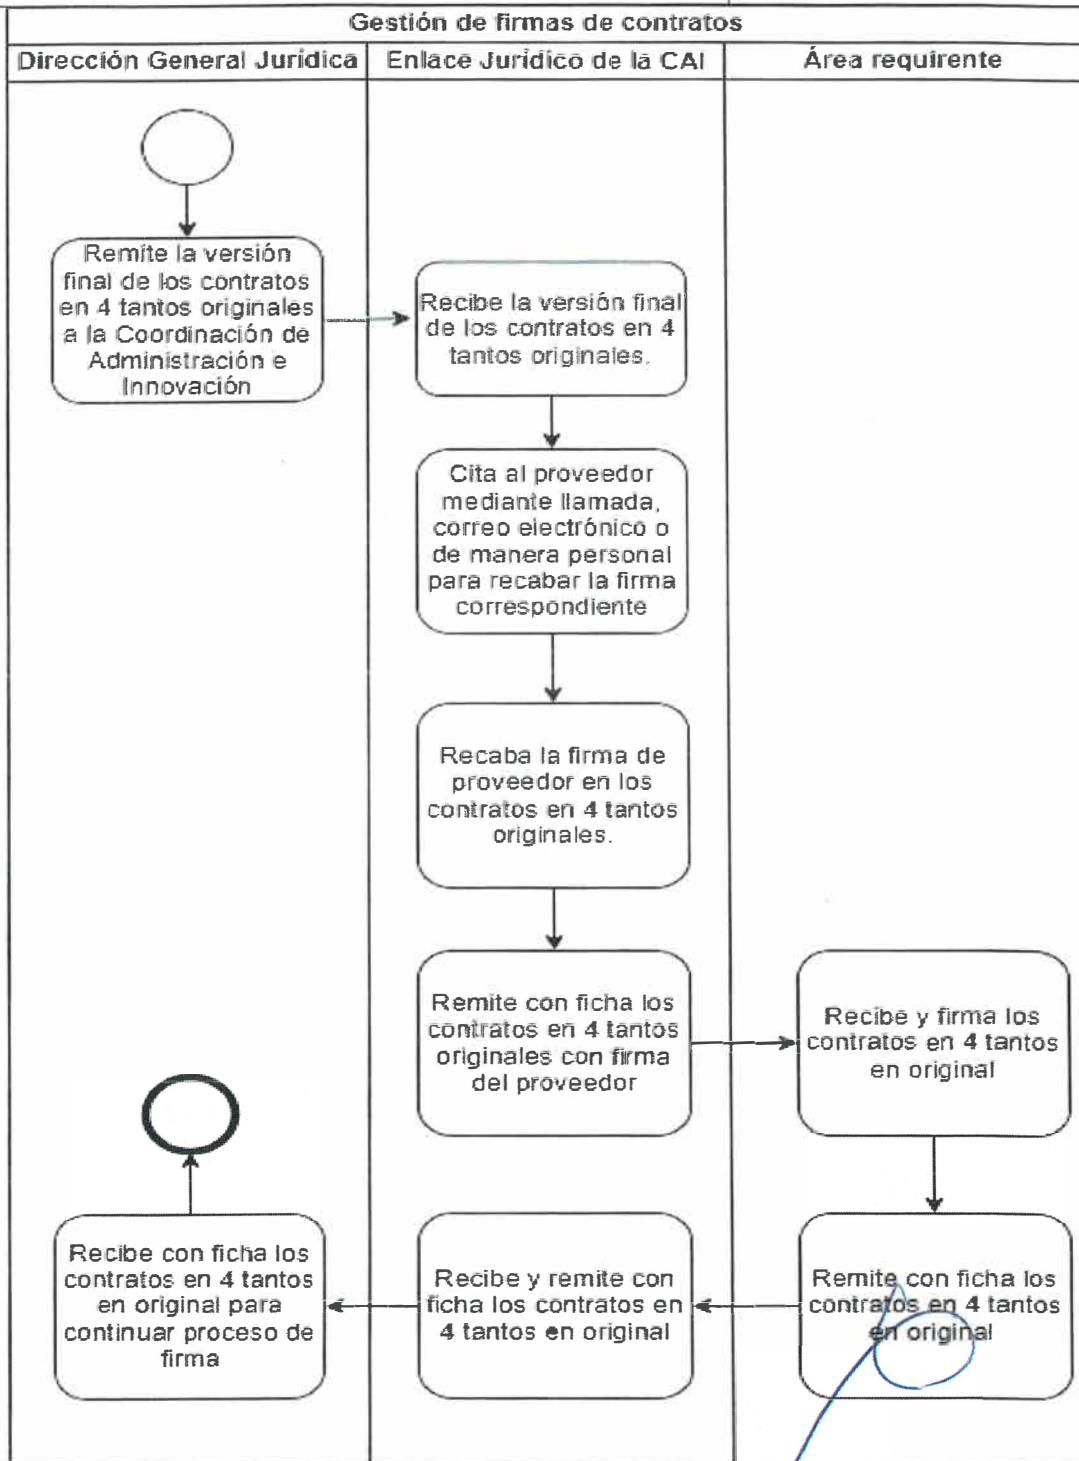 Gestión de firmas de contratos
Dirección General Jurídica
Enlace Jurídico de la CAI
Área requirente
Remite la versión
final de los contratos
en 4 tantos originales
a la Coordinación de
Administración e
Innovación
Recibe la versión final
de los contratos en 4
tantos originales.
Cita al proveedor
mediante llamada,
correo electrónico o
de manera personal
para recabar la firma
correspondiente
Recaba la firma de
proveedor en los
contratos en 4 tantos
originales.
Remite con ficha los
contratos en 4 tantos
originales con firma
del proveedor
Recibe y firma los
contratos en 4 tantos
en original
Remite con ficha los
contratos en 4 tantos
en original
Recibe y remite con
ficha los contratos en
4 tantos en original
Recibe con ficha los
contratos en 4 tantos
en original para
continuar proceso de
firma